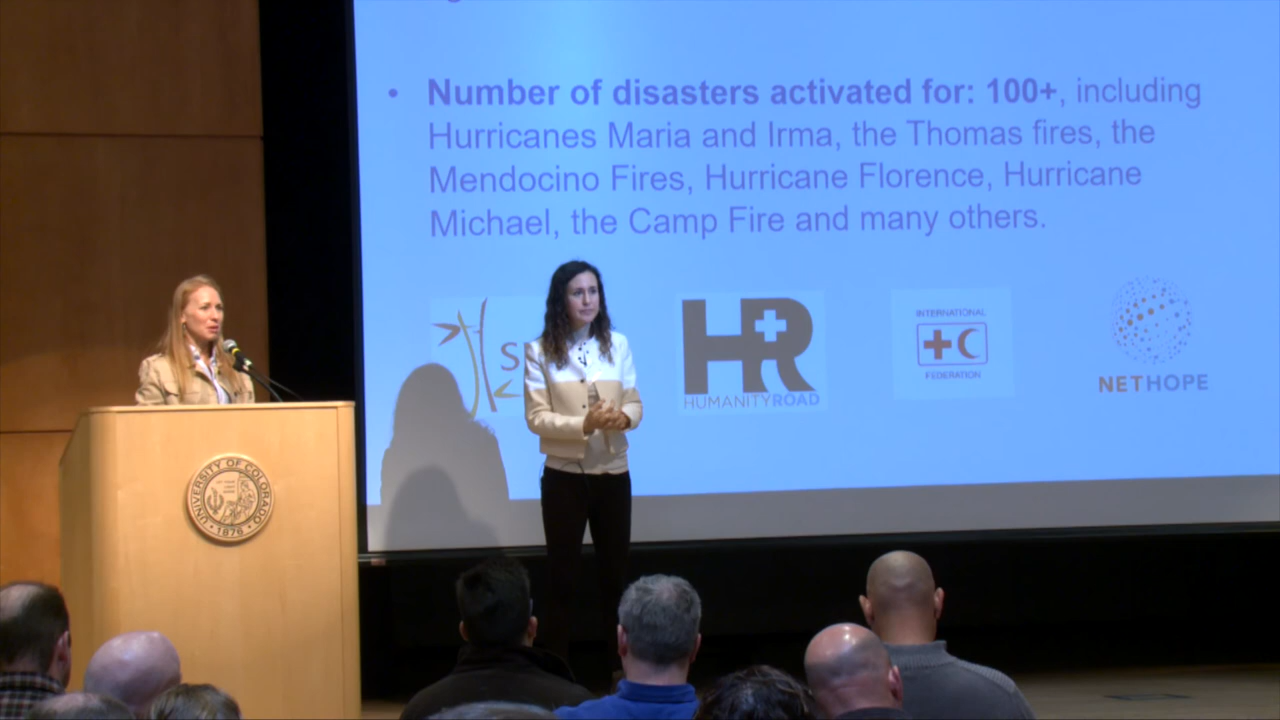 • Number of disasters activated for: 100+, including
Hurricanes Maria and Irma, the Thomas fires, the
Mendocino Fires, Hurricane Florence, Hurricane
Michael, the Camp Fire and many others.
HR
HUMANITYROAD
INTERNATIONAL
FEDERATION
NETHOPE
UNIVERSITY OF COLORADO
1876